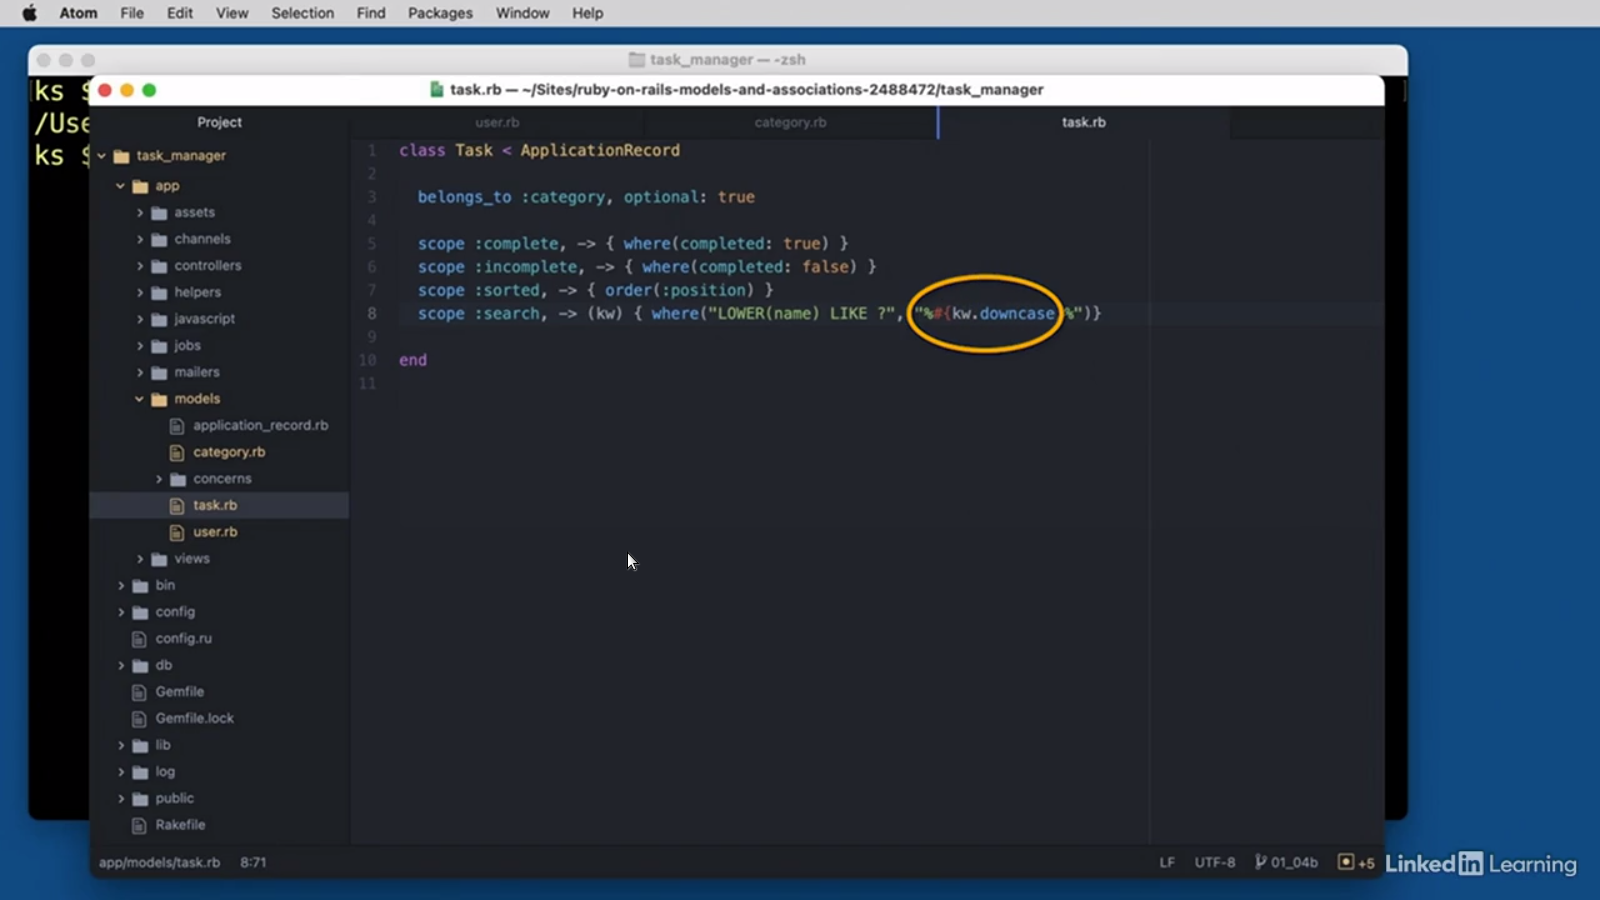 Atom File Edit View Selection Find Packages Window Help
task_manager — -zsh
ks $
task.rb — ~/Sites/ruby-on-rails-models-and-associations-2488472/task_manager
/Use
ks $
Project
user.rb
category.rb
task.rb
task_manager
app
assets
channels
controllers
helpers
javascript
jobs
mailers
models
application_record.rb
category.rb
concerns
task.rb
user.rb
views
bin
config
config.ru
db
Gemfile
Gemfile.lock
lib
log
public
Rakefile
1 class Task < ApplicationRecord
2
3 belongs_to :category, optional: true
4
5 scope :complete, -> { where(completed: true) }
6 scope :incomplete, -> { where(completed: false) }
7 scope :sorted, -> { order(:position) }
8 scope :search, -> (kw) { where("LOWER(name) LIKE ?", "%#{kw.downcase}%")}
9
10 end
11
app/models/task.rb 8:71
LF UTF-8 01_04b +5
LinkedIn Learning